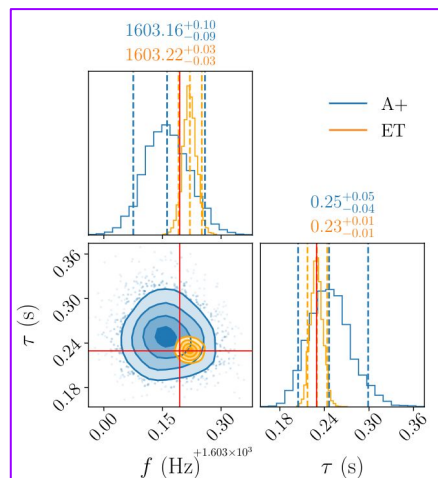 1603.16+0.10−0.09
1603.22+0.03−0.03
A+
ET
0.25+0.05−0.04
0.23+0.01−0.01
0.36
0.30
0.24
0.18
τ (s)
0.00 0.15 0.30
+1.603×10³
f (Hz)
0.18 0.24 0.30 0.36
τ (s)